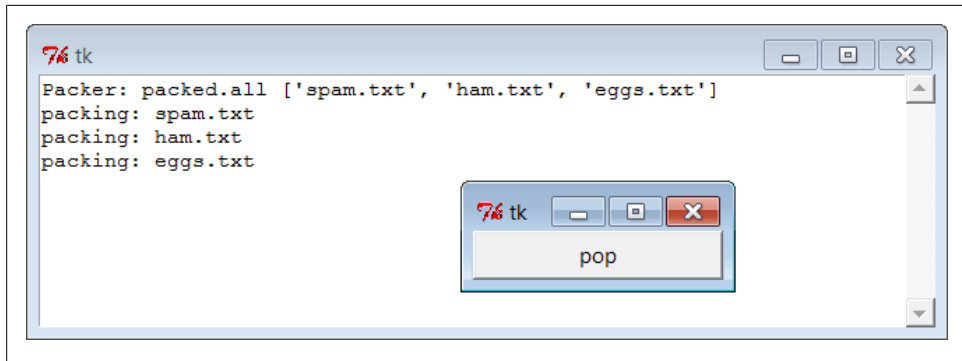 tk
Packer: packed.all ['spam.txt', 'ham.txt', 'eggs.txt']
packing: spam.txt
packing: ham.txt
packing: eggs.txt
tk
pop